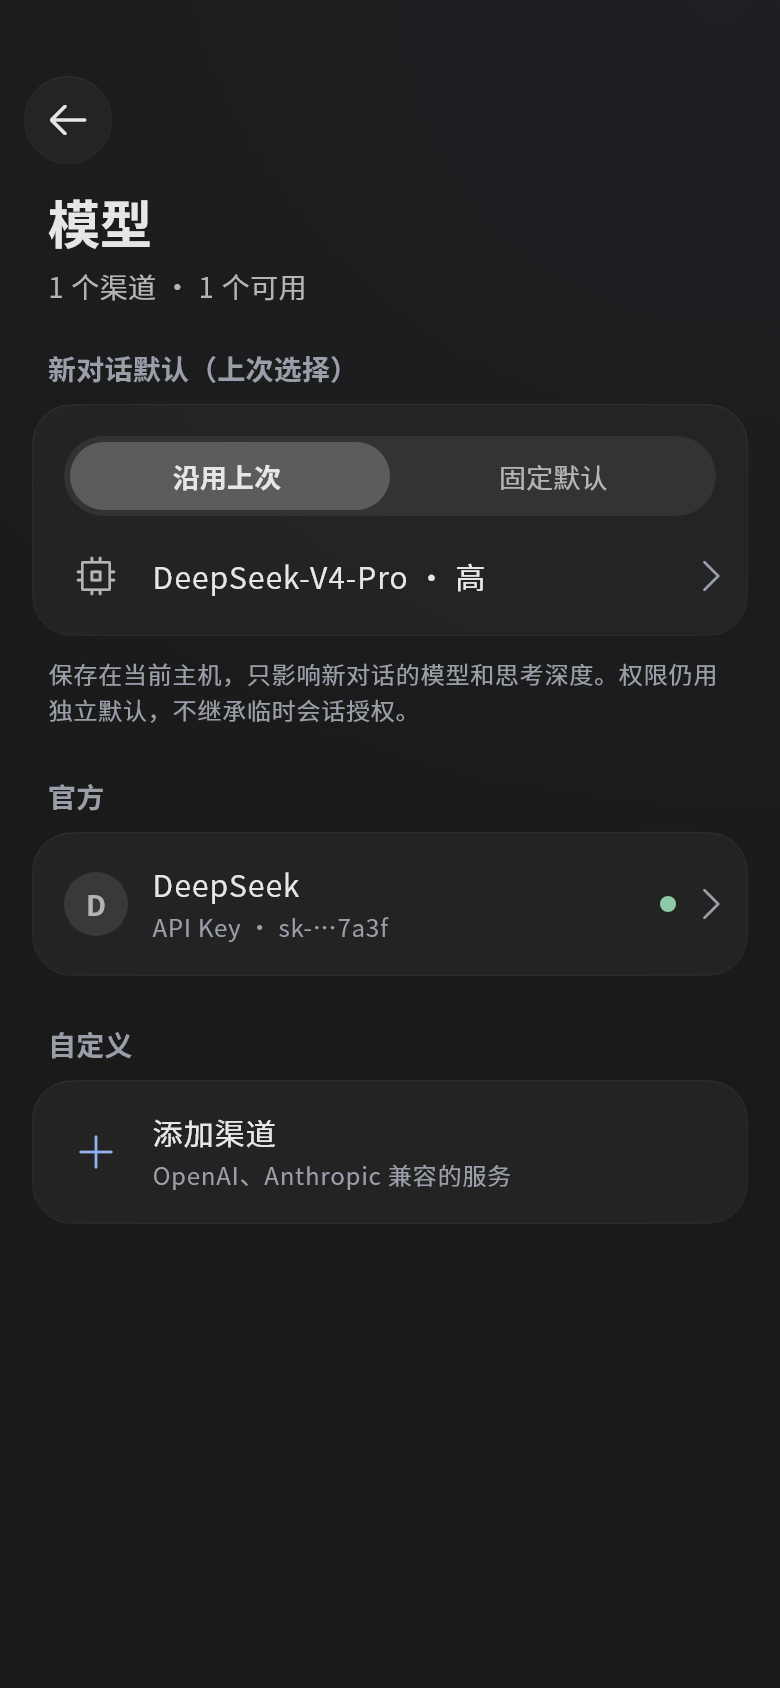 模型
1 个渠道 · 1 个可用
新对话默认（上次选择）
沿用上次
固定默认
DeepSeek-V4-Pro · 高
保存在当前主机，只影响新对话的模型和思考深度。权限仍用
独立默认，不继承临时会话授权。
官方
D
DeepSeek
API Key · sk-…7a3f
自定义
添加渠道
OpenAI、Anthropic 兼容的服务